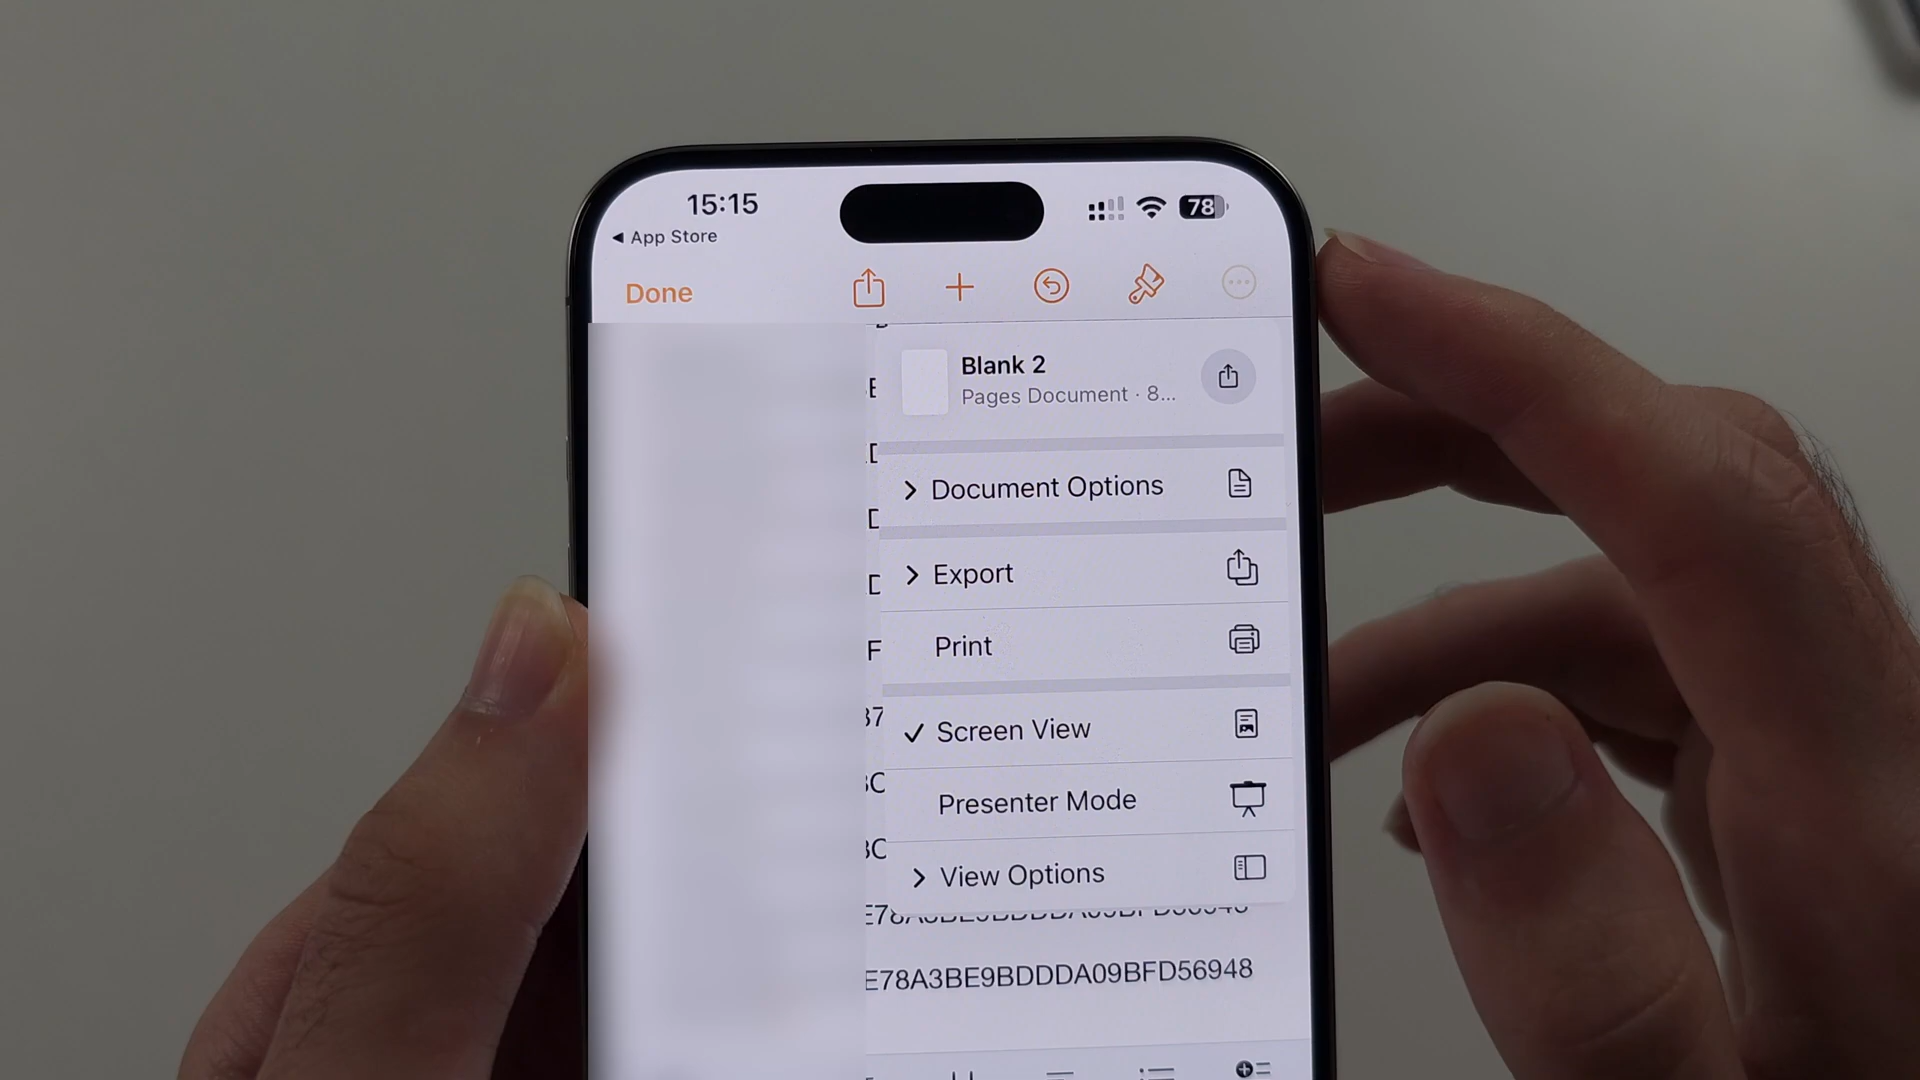 15:15
78
◀ App Store
Done
Blank 2
Pages Document · 8...
Document Options
Export
Print
Screen View
Presenter Mode
View Options
E78A3BE9BDDDA09BFD56948